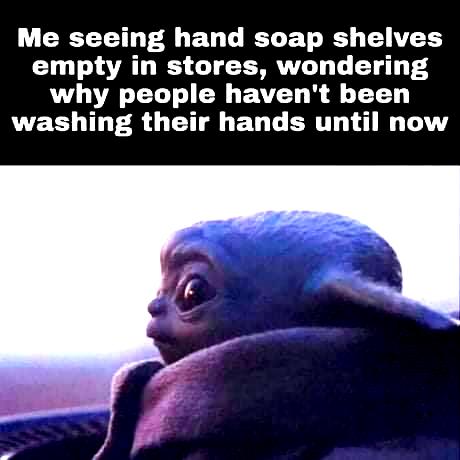 Me seeing hand soap shelves
empty in stores, wondering
why people haven't been
washing their hands until now